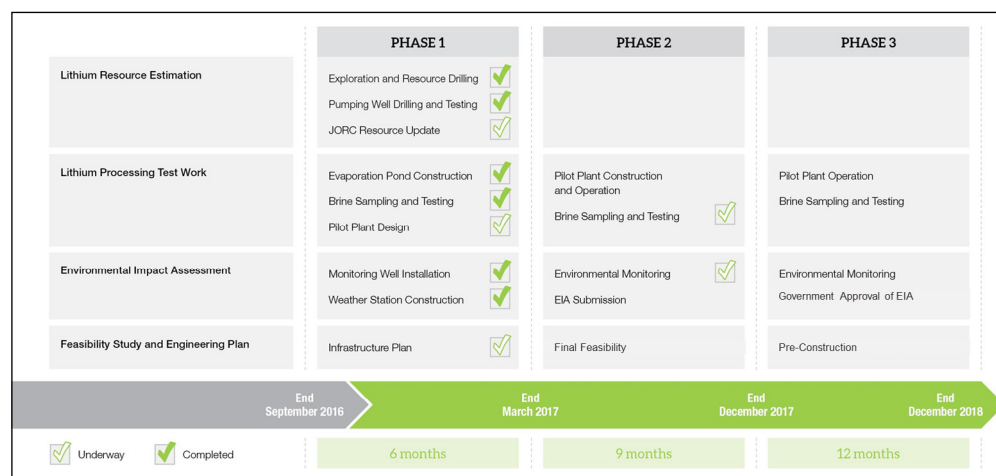 PHASE 1
PHASE 2
PHASE 3
Lithium Resource Estimation
Exploration and Resource Drilling
Pumping Well Drilling and Testing
JORC Resource Update
Lithium Processing Test Work
Evaporation Pond Construction
Brine Sampling and Testing
Pilot Plant Design
Pilot Plant Construction
and Operation
Brine Sampling and Testing
Pilot Plant Operation
Brine Sampling and Testing
Environmental Impact Assessment
Monitoring Well Installation
Weather Station Construction
Environmental Monitoring
EIA Submission
Environmental Monitoring
Government Approval of EIA
Feasibility Study and Engineering Plan
Infrastructure Plan
Final Feasibility
Pre-Construction
End
September 2016
End
March 2017
End
December 2017
End
December 2018
Underway
Completed
6 months
9 months
12 months